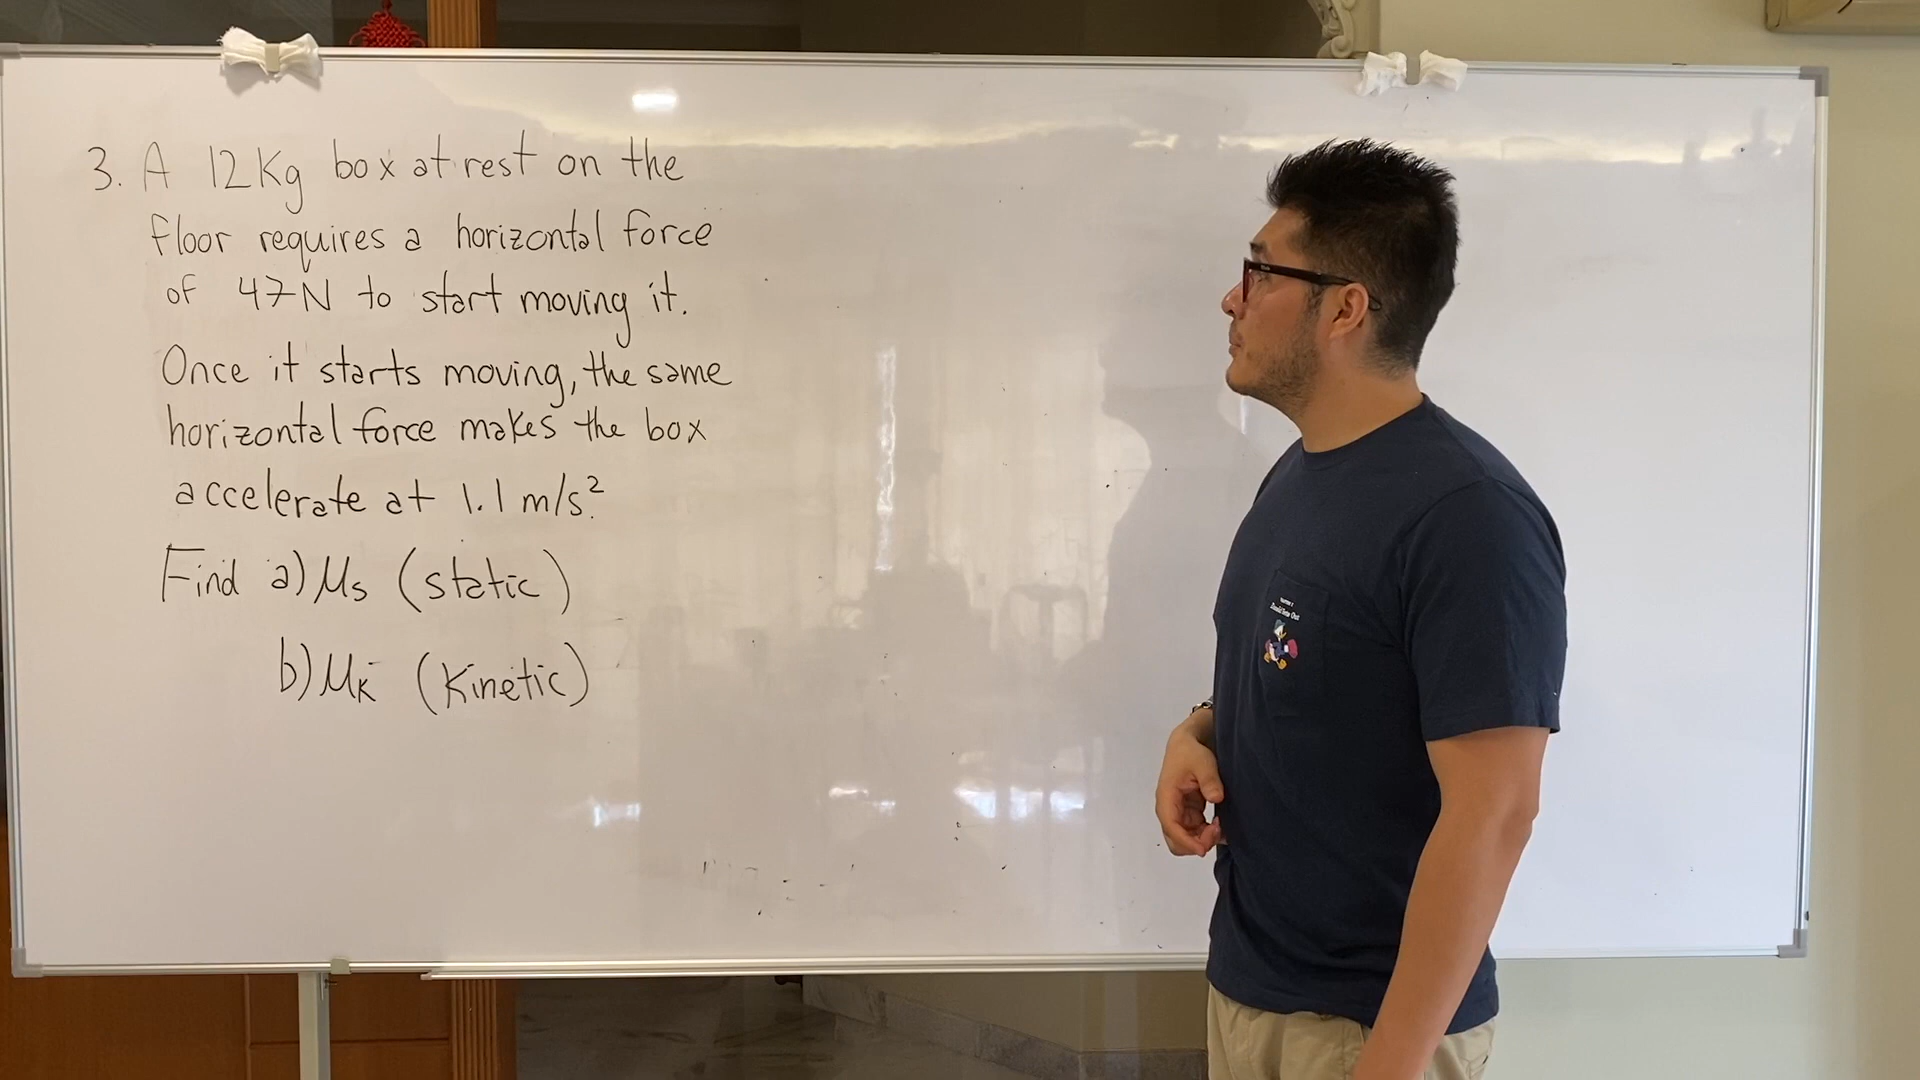 3. A 12Kg box at rest on the
floor requires a horizontal force
of 47N to start moving it.
Once it starts moving, the same
horizontal force makes the box
accelerate at 1.1 m/s².
Find a) μs (static)
b) μk (kinetic)